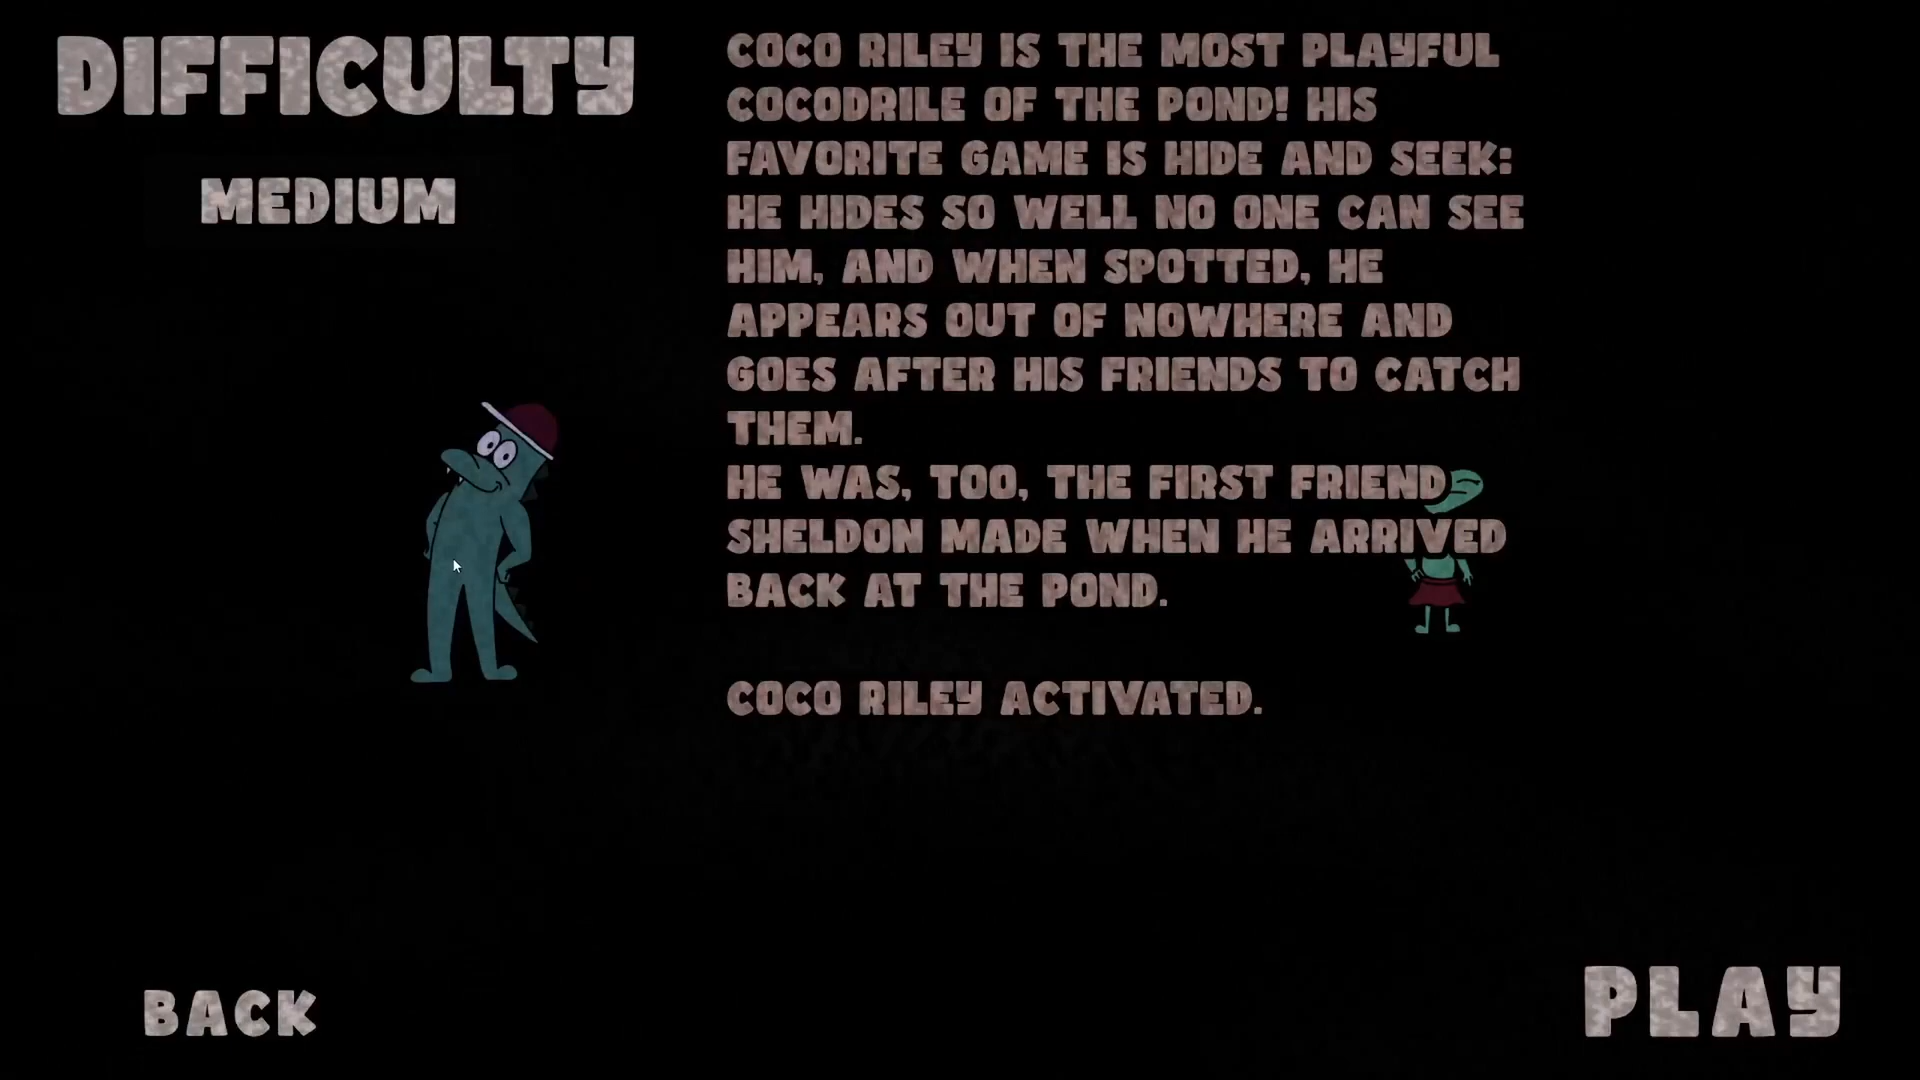 DIFFICULTY
MEDIUM
COCO RILEY IS THE MOST PLAYFUL
COCODRILE OF THE POND! HIS
FAVORITE GAME IS HIDE AND SEEK:
HE HIDES SO WELL NO ONE CAN SEE
HIM, AND WHEN SPOTTED, HE
APPEARS OUT OF NOWHERE AND
GOES AFTER HIS FRIENDS TO CATCH
THEM.
HE WAS, TOO, THE FIRST FRIEND
SHELDON MADE WHEN HE ARRIVED
BACK AT THE POND.
COCO RILEY ACTIVATED.
BACK
PLAY